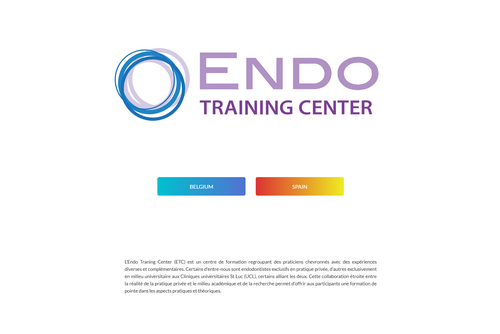 ENDO
TRAINING CENTER
BELGIUM
SPAIN
L'Endo Traning Center (ETC) est un centre de formation regroupant des praticiens chevronnés avec des expériences
diverses et complémentaires. Certains d'entre-nous sont endodontistes exclusifs en pratique privée, d'autres exclusivement
en milieu universitaire aux Cliniques universitaires St Luc (UCL), certains alliant les deux. Cette collaboration étroite entre
la réalité de la pratique privée et le milieu académique et de la recherche permet d'offrir aux participants une formation de
pointe dans les aspects pratiques et théoriques.